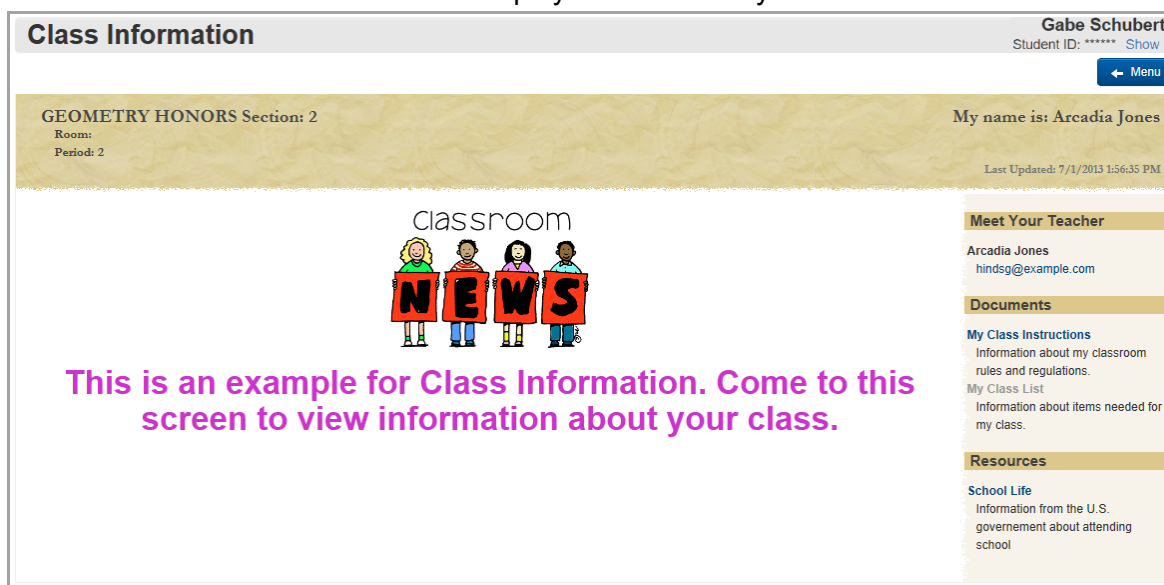 Class Information
Gabe Schubert
Student ID: ****** Show
Menu
GEOMETRY HONORS Section: 2
Room:
Period: 2
My name is: Arcadia Jones
Last Updated: 7/1/2013 1:56:35 PM
Classroom
NEWS
This is an example for Class Information. Come to this
screen to view information about your class.
Meet Your Teacher
Arcadia Jones
hindsg@example.com
Documents
My Class Instructions
Information about my classroom
rules and regulations.
My Class List
Information about items needed for
my class.
Resources
School Life
Information from the U.S.
governement about attending
school